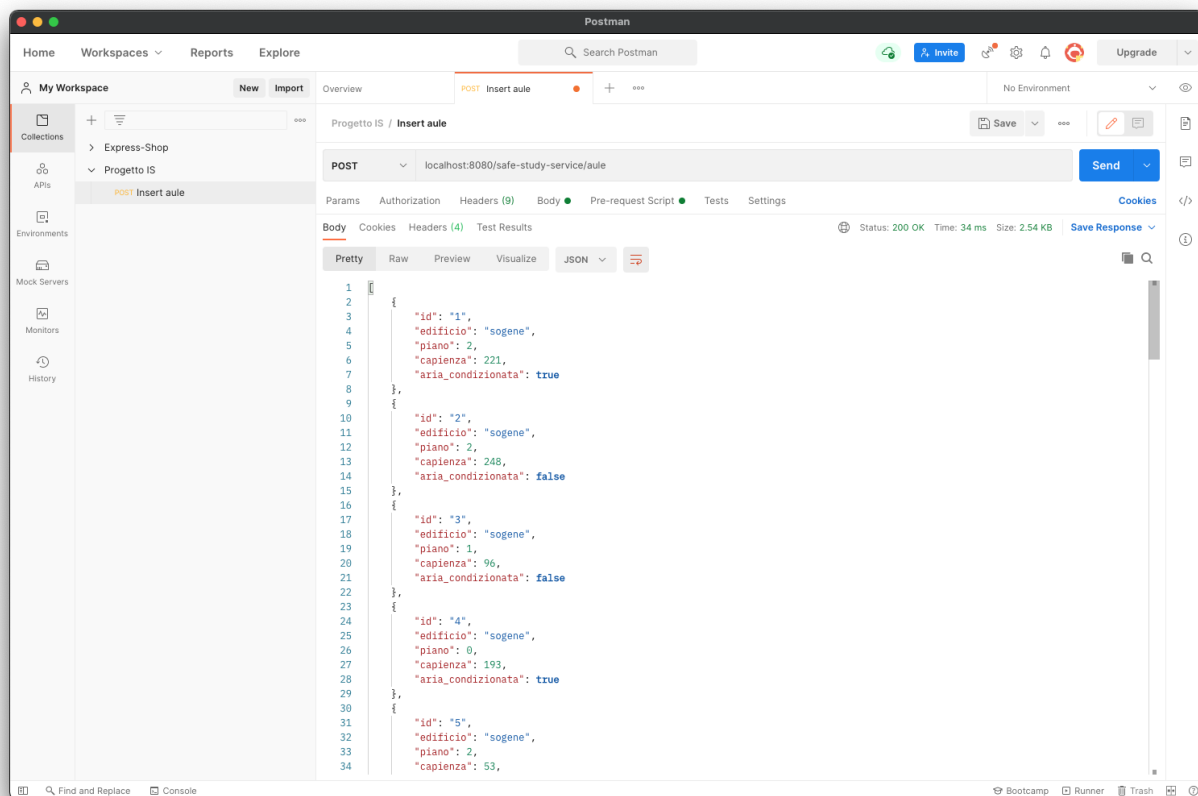 Postman
Home Workspaces Reports Explore Search Postman Invite Upgrade
My Workspace New Import Overview POST Insert aule No Environment
Collections
APIs
Environments
Mock Servers
Monitors
History
Express-Shop
Progetto IS
POST Insert aule
Progetto IS / Insert aule Save
POST localhost:8080/safe-study-service/aule Send
Params Authorization Headers (9) Body Pre-request Script Tests Settings Cookies
Body Cookies Headers (4) Test Results Status: 200 OK Time: 34 ms Size: 2.54 KB Save Response
Pretty Raw Preview Visualize JSON
1 [
2 {
3 "id": "1",
4 "edificio": "sogene",
5 "piano": 2,
6 "capienza": 221,
7 "aria_condizionata": true
8 },
9 {
10 "id": "2",
11 "edificio": "sogene",
12 "piano": 2,
13 "capienza": 248,
14 "aria_condizionata": false
15 },
16 {
17 "id": "3",
18 "edificio": "sogene",
19 "piano": 1,
20 "capienza": 96,
21 "aria_condizionata": false
22 },
23 {
24 "id": "4",
25 "edificio": "sogene",
26 "piano": 0,
27 "capienza": 193,
28 "aria_condizionata": true
29 },
30 {
31 "id": "5",
32 "edificio": "sogene",
33 "piano": 2,
34 "capienza": 53,
Find and Replace Console Bootcamp Runner Trash